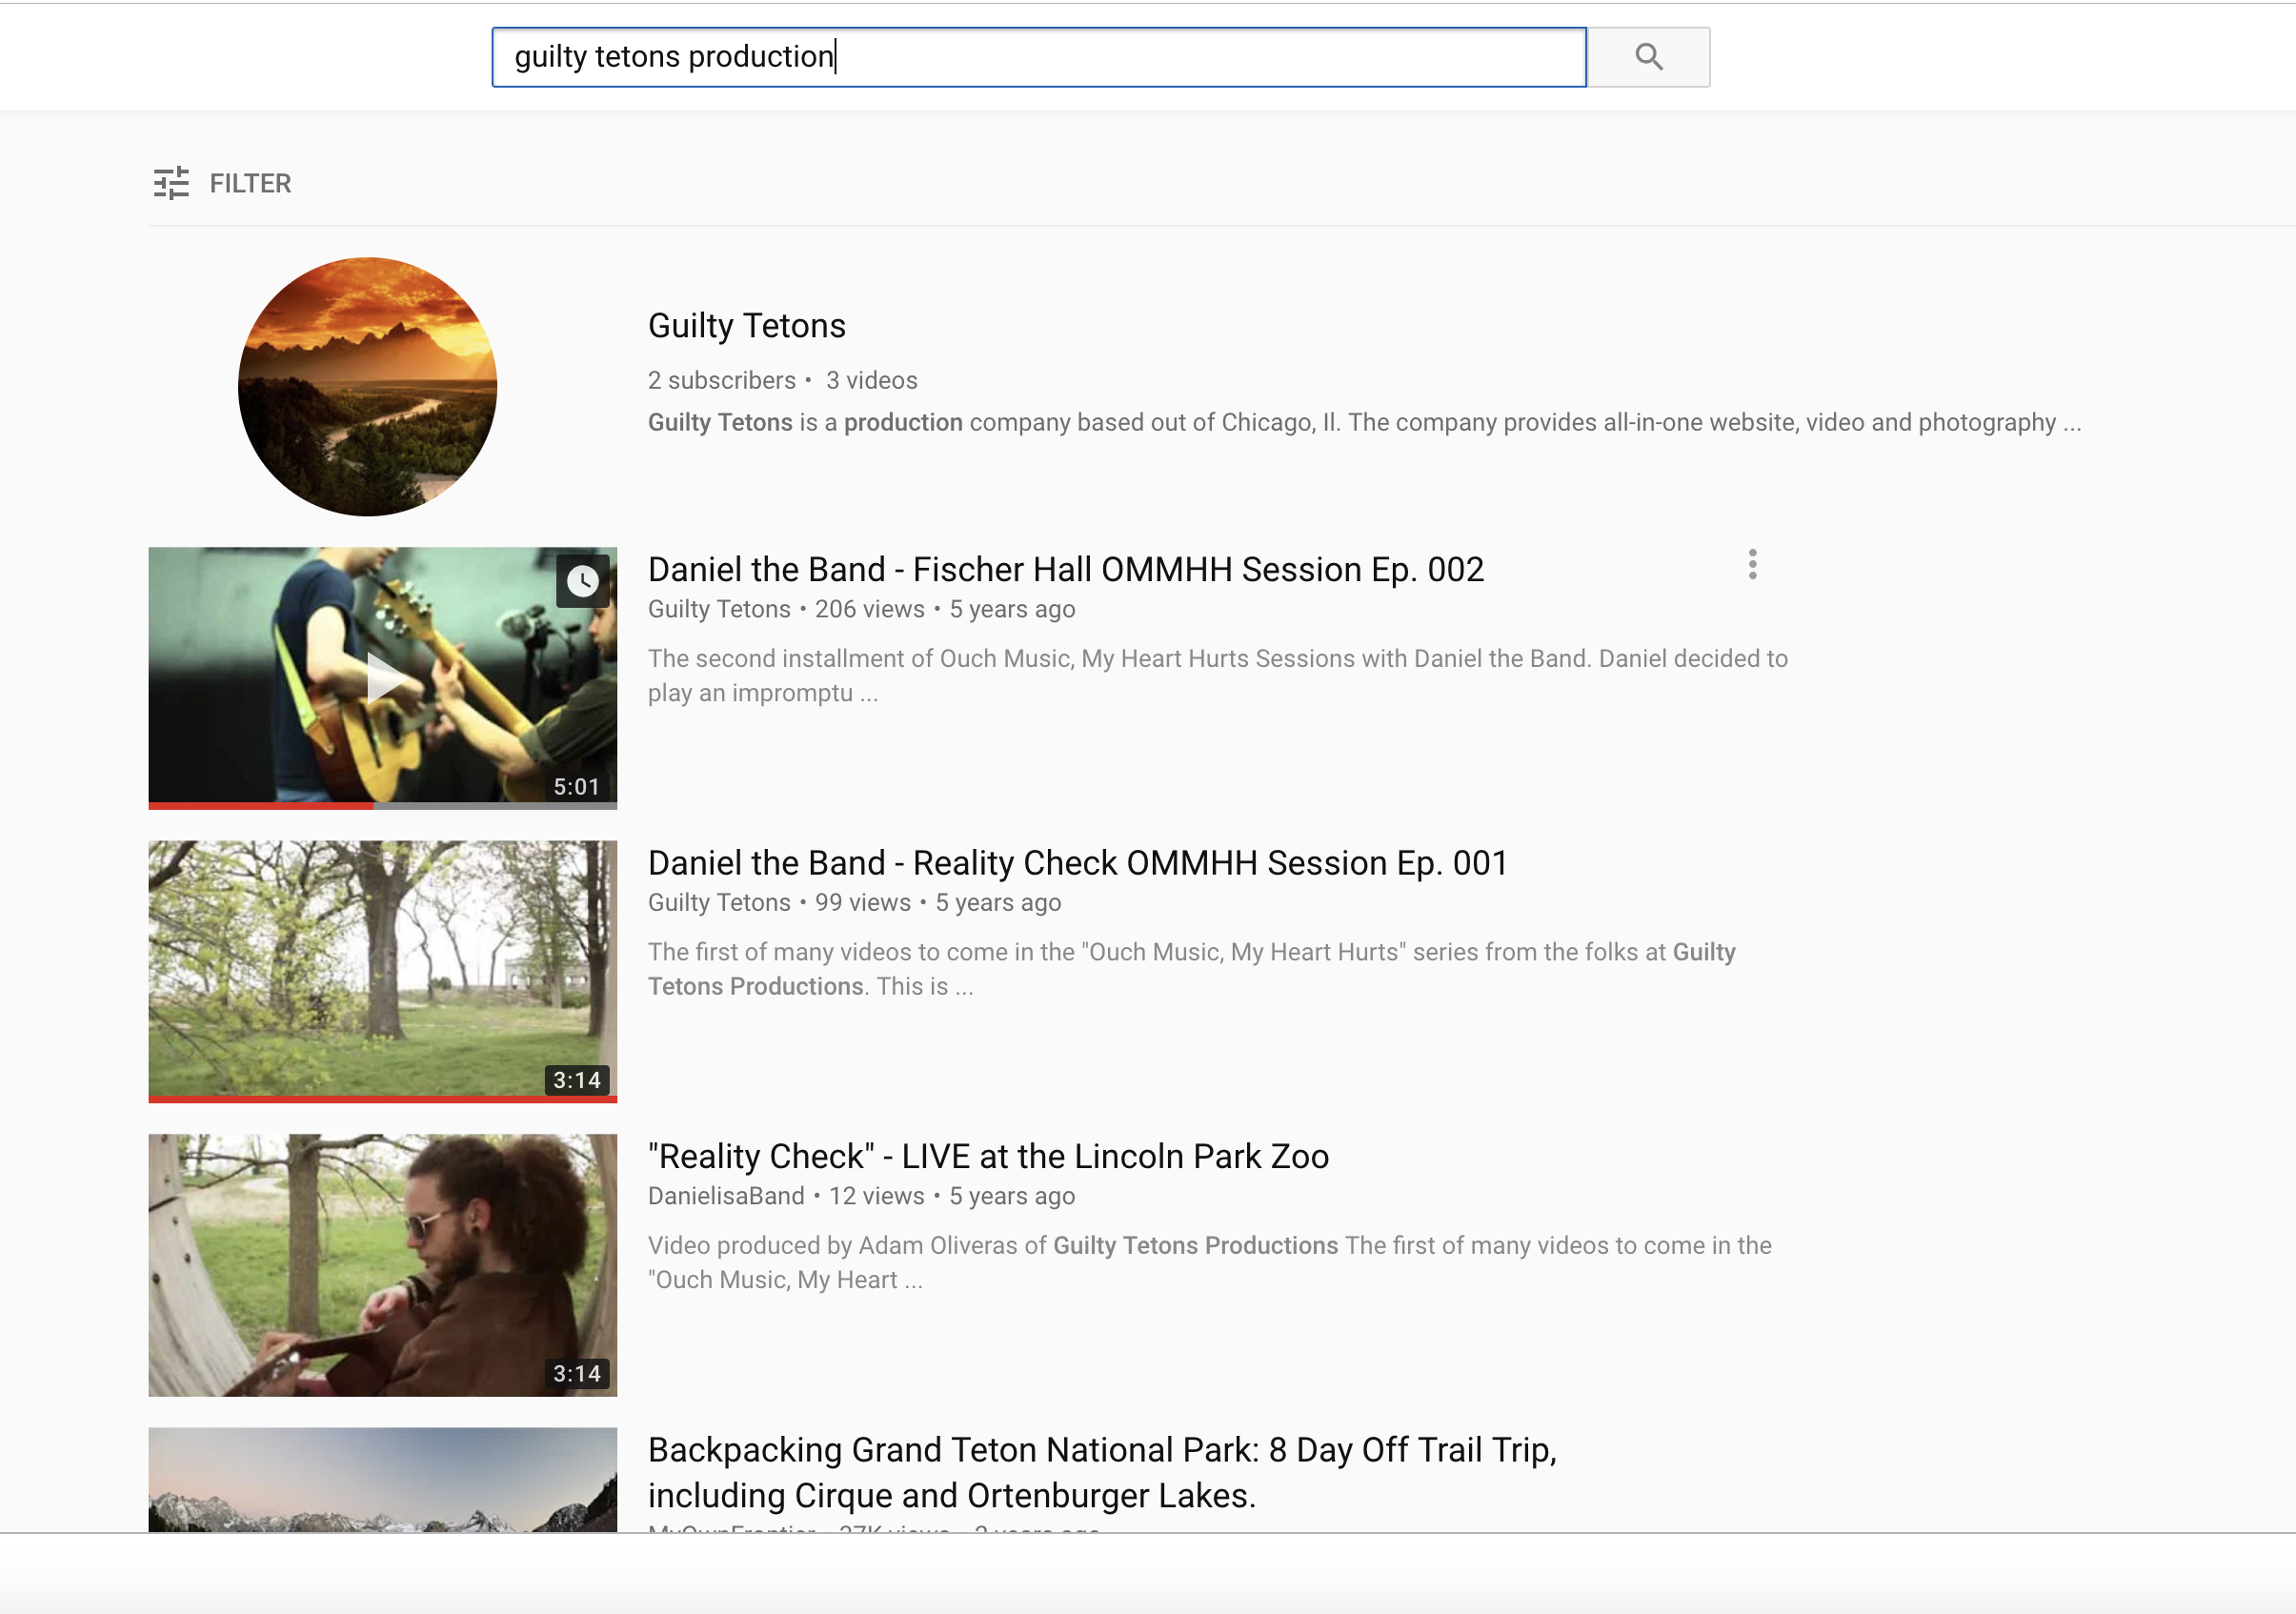 guilty tetons production
FILTER
Guilty Tetons
2 subscribers • 3 videos
Guilty Tetons is a production company based out of Chicago, Il. The company provides all-in-one website, video and photography ...
Daniel the Band - Fischer Hall OMMHH Session Ep. 002
Guilty Tetons • 206 views • 5 years ago
The second installment of Ouch Music, My Heart Hurts Sessions with Daniel the Band. Daniel decided to
play an impromptu ...
5:01
Daniel the Band - Reality Check OMMHH Session Ep. 001
Guilty Tetons • 99 views • 5 years ago
The first of many videos to come in the "Ouch Music, My Heart Hurts" series from the folks at Guilty
Tetons Productions. This is ...
3:14
"Reality Check" - LIVE at the Lincoln Park Zoo
DanielisaBand • 12 views • 5 years ago
Video produced by Adam Oliveras of Guilty Tetons Productions The first of many videos to come in the
"Ouch Music, My Heart ...
3:14
Backpacking Grand Teton National Park: 8 Day Off Trail Trip,
including Cirque and Ortenburger Lakes.
MyOwnFrontier • 27K views •